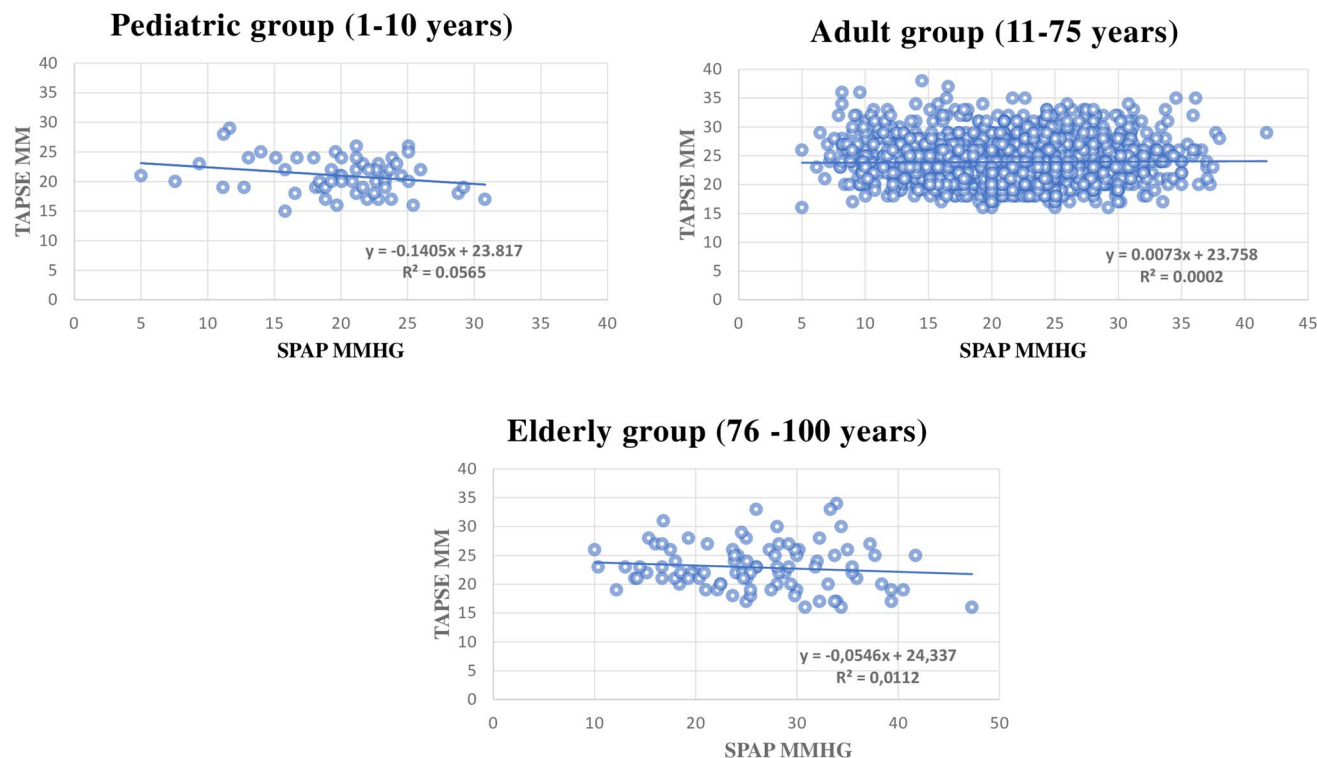 Pediatric group (1-10 years)
40
35
30
25
20
15
10
5
0
TAPSE MM
y = -0.1405x + 23.817
R² = 0.0565
0 5 10 15 20 25 30 35 40
SPAP MMHG
Adult group (11-75 years)
40
35
30
25
20
15
10
5
0
TAPSE MM
y = 0.0073x + 23.758
R² = 0.0002
0 5 10 15 20 25 30 35 40 45
SPAP MMHG
Elderly group (76 -100 years)
40
35
30
25
20
15
10
5
0
TAPSE MM
y = -0,0546x + 24,337
R² = 0,0112
0 10 20 30 40 50
SPAP MMHG